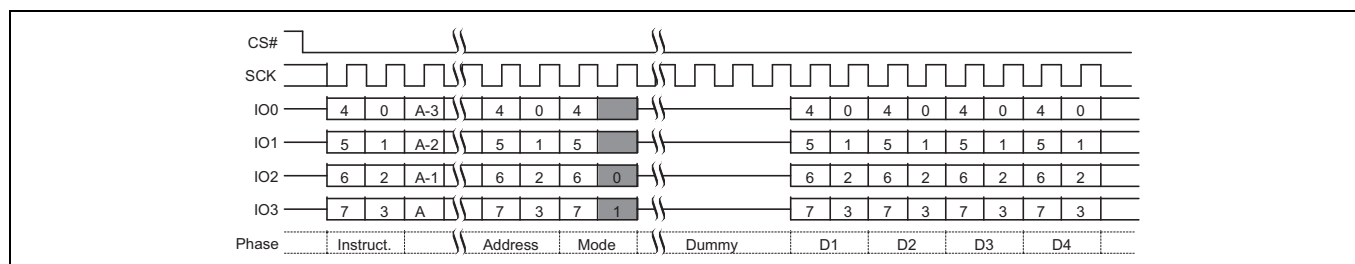 CS#
SCK
IO0 4 0 A-3 4 0 4 4 0 4 0 4 0 4 0
IO1 5 1 A-2 5 1 5 5 1 5 1 5 1 5 1
IO2 6 2 A-1 6 2 6 0 6 2 6 2 6 2 6 2
IO3 7 3 A 7 3 7 1 7 3 7 3 7 3 7 3
Phase Instruct. Address Mode Dummy D1 D2 D3 D4